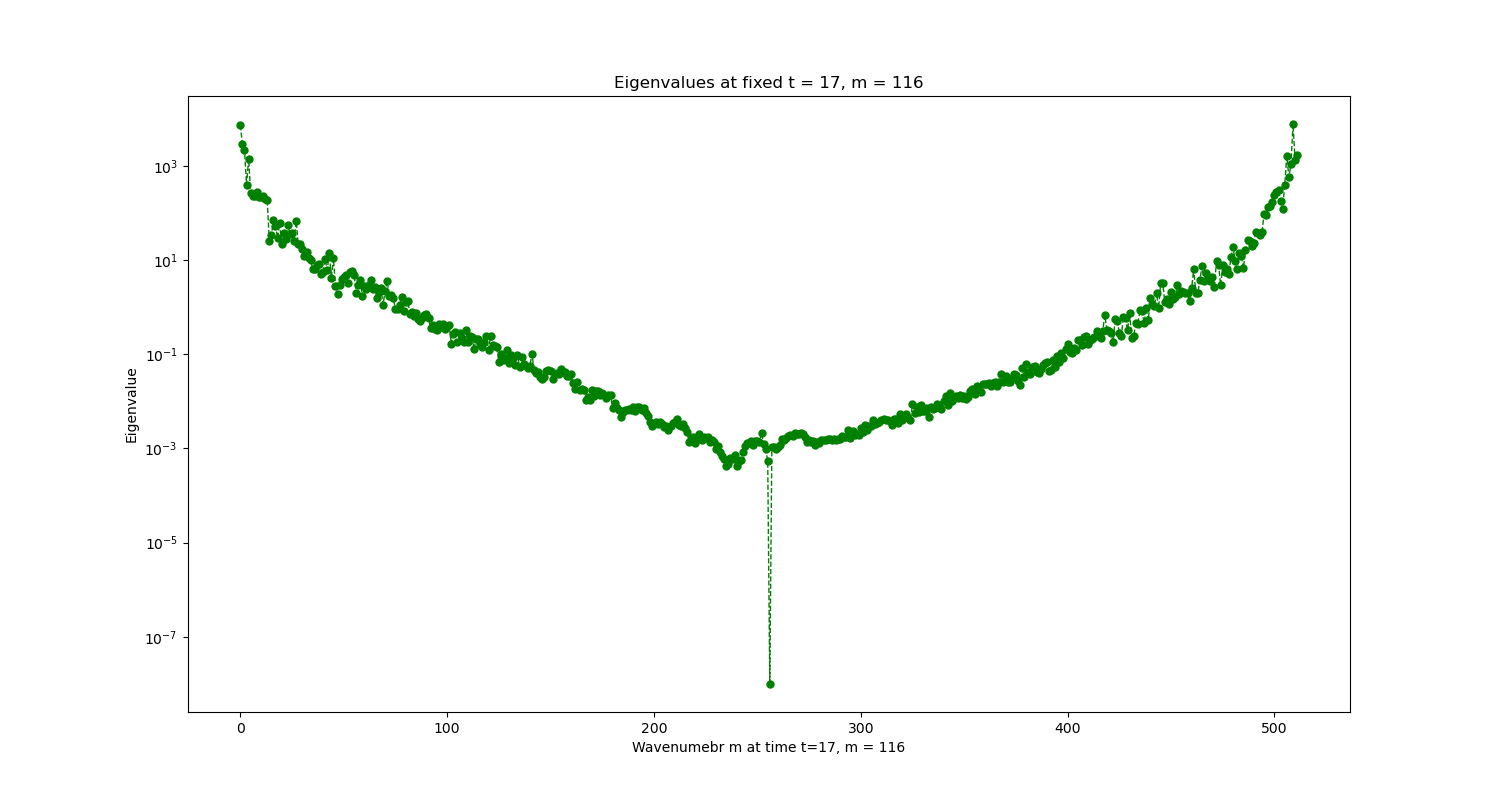 Eigenvalues at fixed t = 17, m = 116
Eigenvalue
10³
10¹
10⁻¹
10⁻³
10⁻⁵
10⁻⁷
0 100 200 300 400 500
Wavenumebr m at time t=17, m = 116